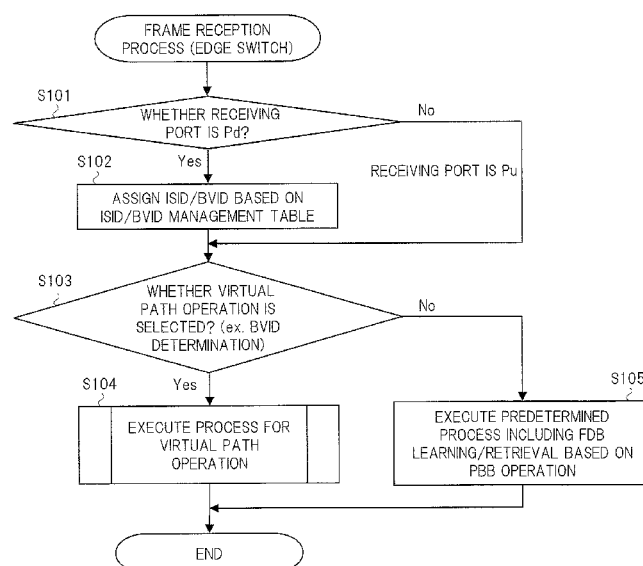 FRAME RECEPTION
PROCESS (EDGE SWITCH)
S101
WHETHER RECEIVING
PORT IS Pd?
No
Yes
S102
RECEIVING PORT IS Pu
ASSIGN ISID/BVID BASED ON
ISID/BVID MANAGEMENT TABLE
S103
WHETHER VIRTUAL
PATH OPERATION IS
SELECTED? (ex. BVID
DETERMINATION)
No
Yes
S104
S105
EXECUTE PROCESS FOR
VIRTUAL PATH
OPERATION
EXECUTE PREDETERMINED
PROCESS INCLUDING FDB
LEARNING/RETRIEVAL BASED ON
PBB OPERATION
END